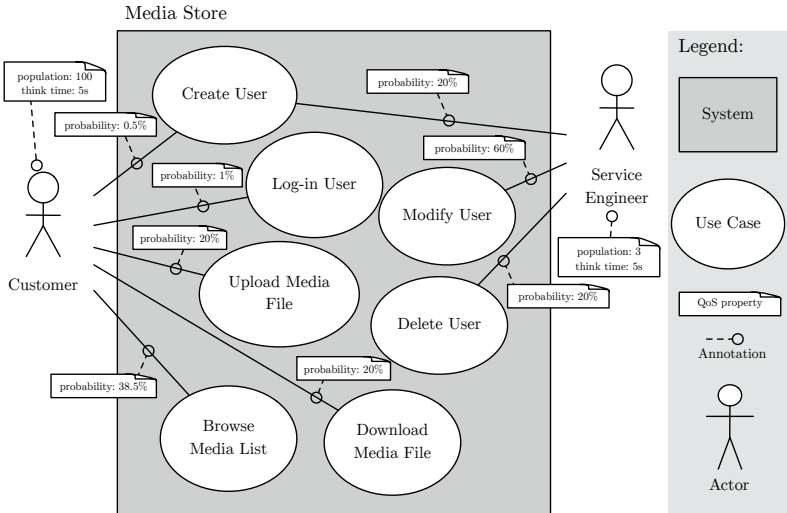 Media Store
population: 100
think time: 5s
Create User
probability: 20%
probability: 0.5%
probability: 60%
probability: 1%
Log-in User
Modify User
Service
Engineer
probability: 20%
Customer
Upload Media
File
population: 3
think time: 5s
probability: 20%
Delete User
probability: 20%
probability: 38.5%
Browse
Media List
Download
Media File
Legend:
System
Use Case
QoS property
Annotation
Actor